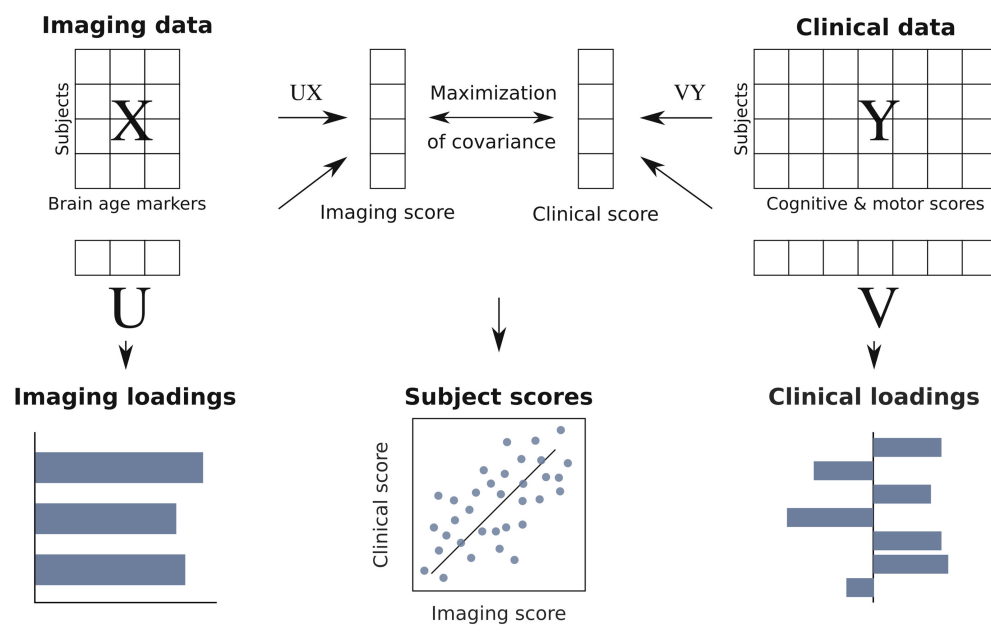 Imaging data
Clinical data
Subjects
X
UX
Maximization
of covariance
VY
Subjects
Y
Brain age markers
Imaging score
Clinical score
Cognitive & motor scores
U
V
Imaging loadings
Subject scores
Clinical loadings
Clinical score
Imaging score